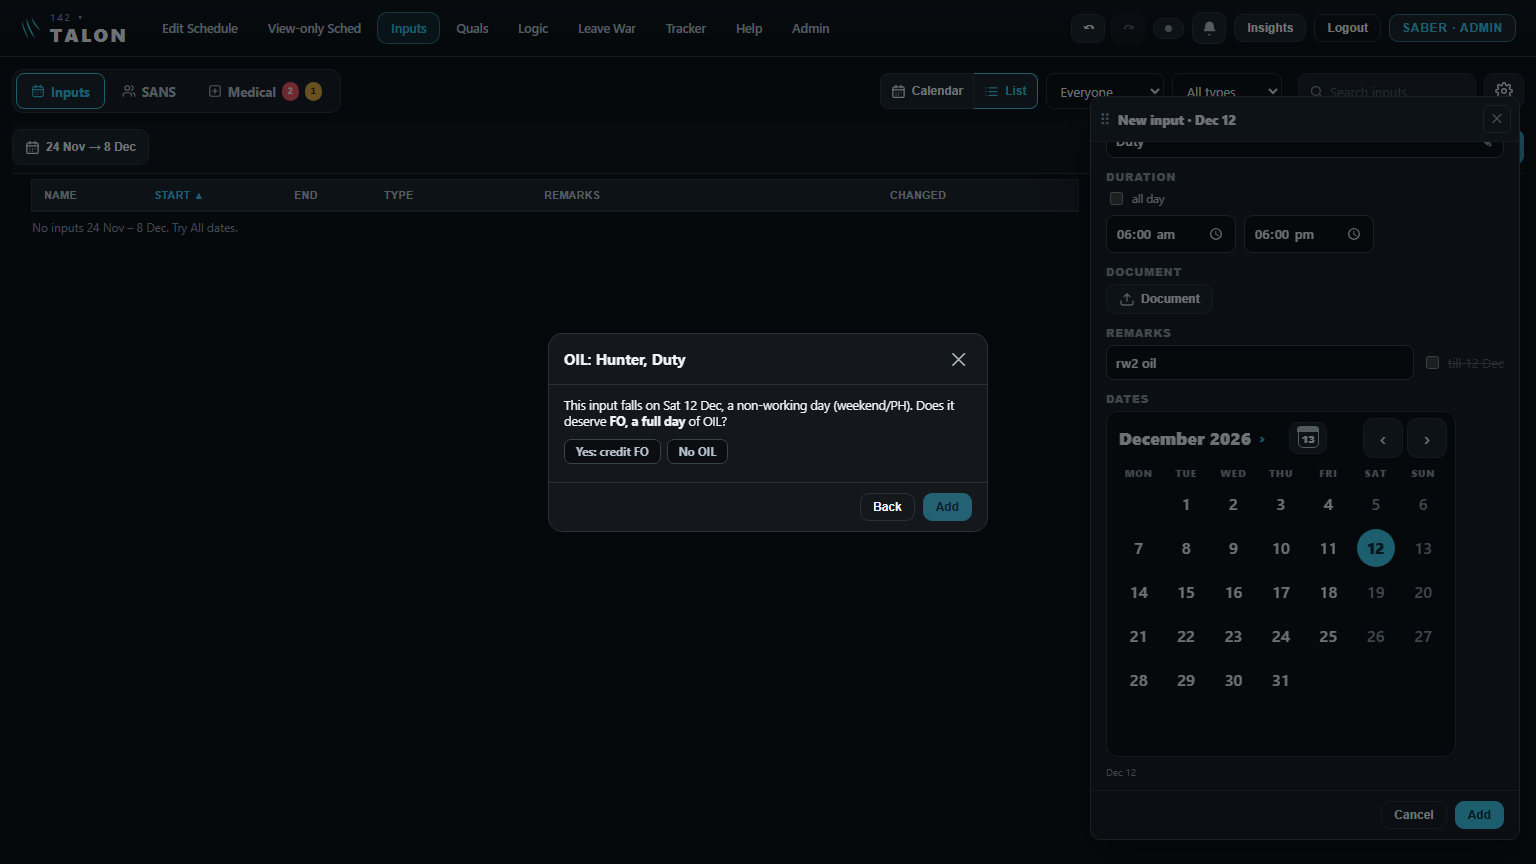 142
TALON
Edit Schedule
View-only Sched
Inputs
Quals
Logic
Leave War
Tracker
Help
Admin
Insights
Logout
SABER · ADMIN
Inputs
SANS
Medical 2 1
Calendar
List
Everyone
All types
Search inputs
24 Nov → 8 Dec
NAME START ▲ END TYPE REMARKS CHANGED
No inputs 24 Nov – 8 Dec. Try All dates.
OIL: Hunter, Duty
This input falls on Sat 12 Dec, a non-working day (weekend/PH). Does it
deserve FO, a full day of OIL?
Yes: credit FO
No OIL
Back
Add
New input · Dec 12
Duty
DURATION
all day
06:00 am
06:00 pm
DOCUMENT
Document
REMARKS
rw2 oil
till 12 Dec
DATES
December 2026 ›
13
‹ ›
MON TUE WED THU FRI SAT SUN
1 2 3 4 5 6
7 8 9 10 11 12 13
14 15 16 17 18 19 20
21 22 23 24 25 26 27
28 29 30 31
Dec 12
Cancel
Add